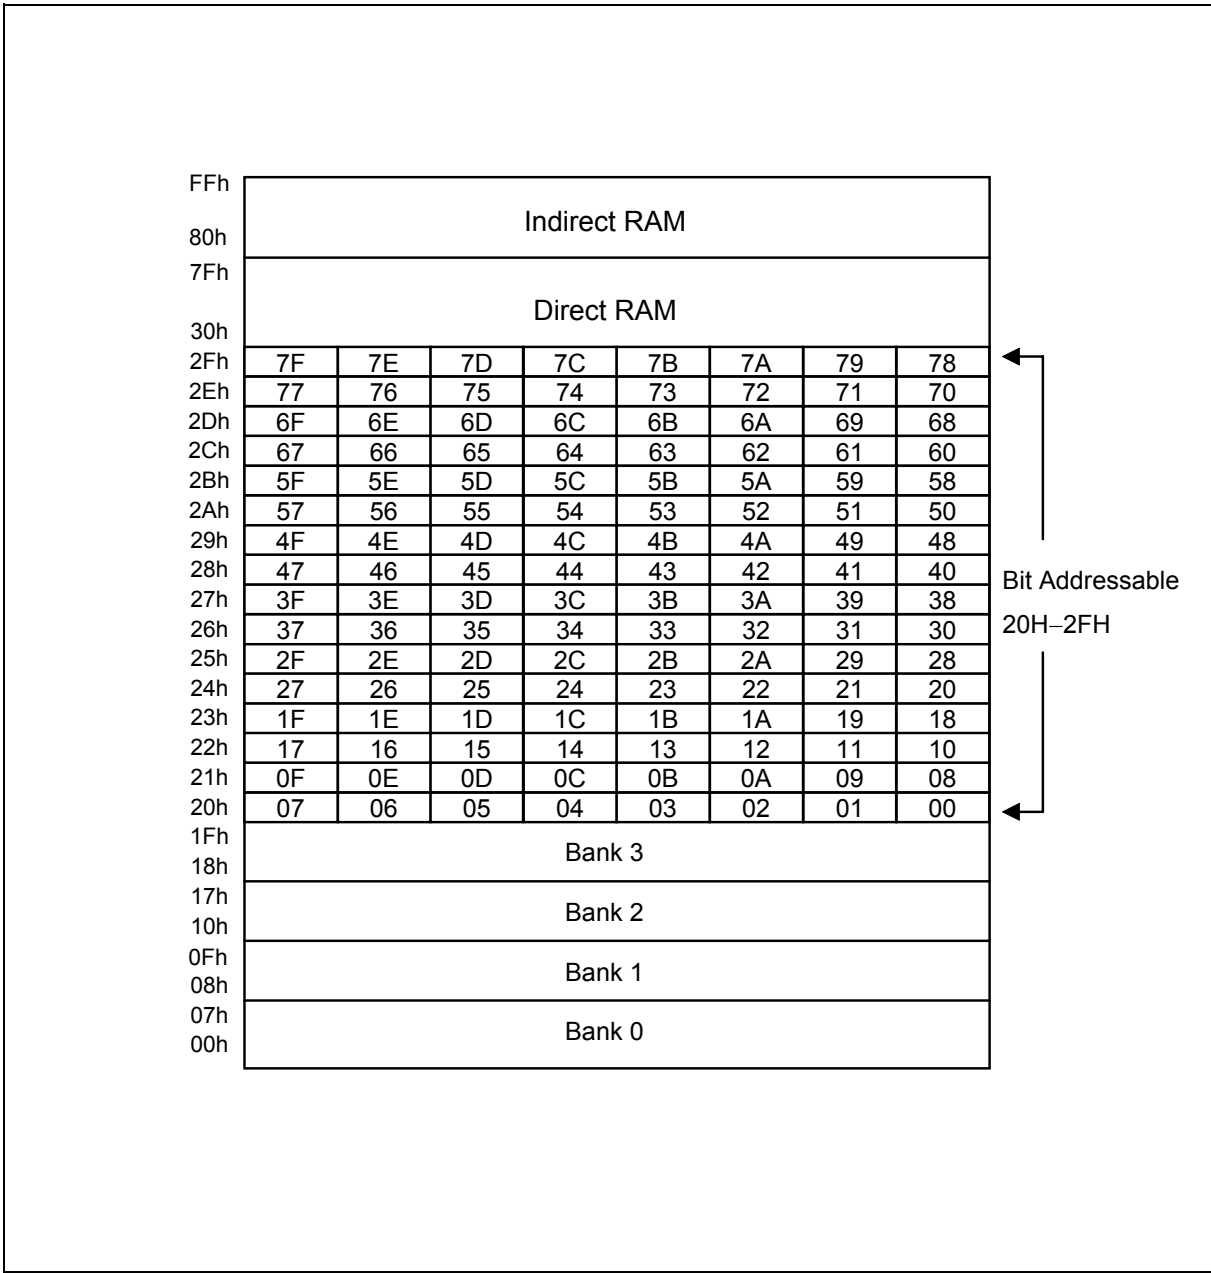 FFh
Indirect RAM
80h
7Fh
Direct RAM
30h
2Fh 7F 7E 7D 7C 7B 7A 79 78
2Eh 77 76 75 74 73 72 71 70
2Dh 6F 6E 6D 6C 6B 6A 69 68
2Ch 67 66 65 64 63 62 61 60
2Bh 5F 5E 5D 5C 5B 5A 59 58
2Ah 57 56 55 54 53 52 51 50
29h 4F 4E 4D 4C 4B 4A 49 48
28h 47 46 45 44 43 42 41 40
Bit Addressable
27h 3F 3E 3D 3C 3B 3A 39 38
26h 37 36 35 34 33 32 31 30
20H–2FH
25h 2F 2E 2D 2C 2B 2A 29 28
24h 27 26 25 24 23 22 21 20
23h 1F 1E 1D 1C 1B 1A 19 18
22h 17 16 15 14 13 12 11 10
21h 0F 0E 0D 0C 0B 0A 09 08
20h 07 06 05 04 03 02 01 00
1Fh
Bank 3
18h
17h
Bank 2
10h
0Fh
Bank 1
08h
07h
Bank 0
00h